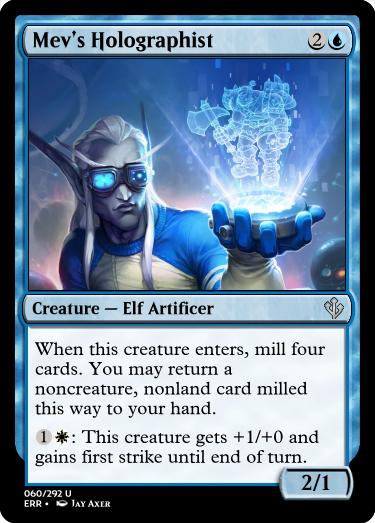 Mev's Holographist 2
Creature — Elf Artificer
When this creature enters, mill four
cards. You may return a
noncreature, nonland card milled
this way to your hand.
1 : This creature gets +1/+0 and
gains first strike until end of turn.
2/1
060/292 U
ERR • Jay Axer